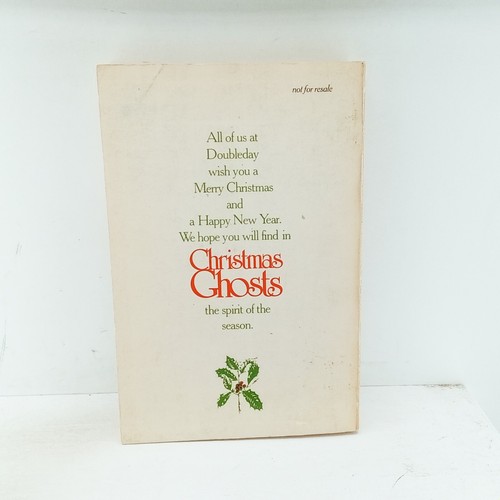 not for resale
All of us at
Doubleday
wish you a
Merry Christmas
and
a Happy New Year.
We hope you will find in
Christmas
Ghosts
the spirit of the
season.